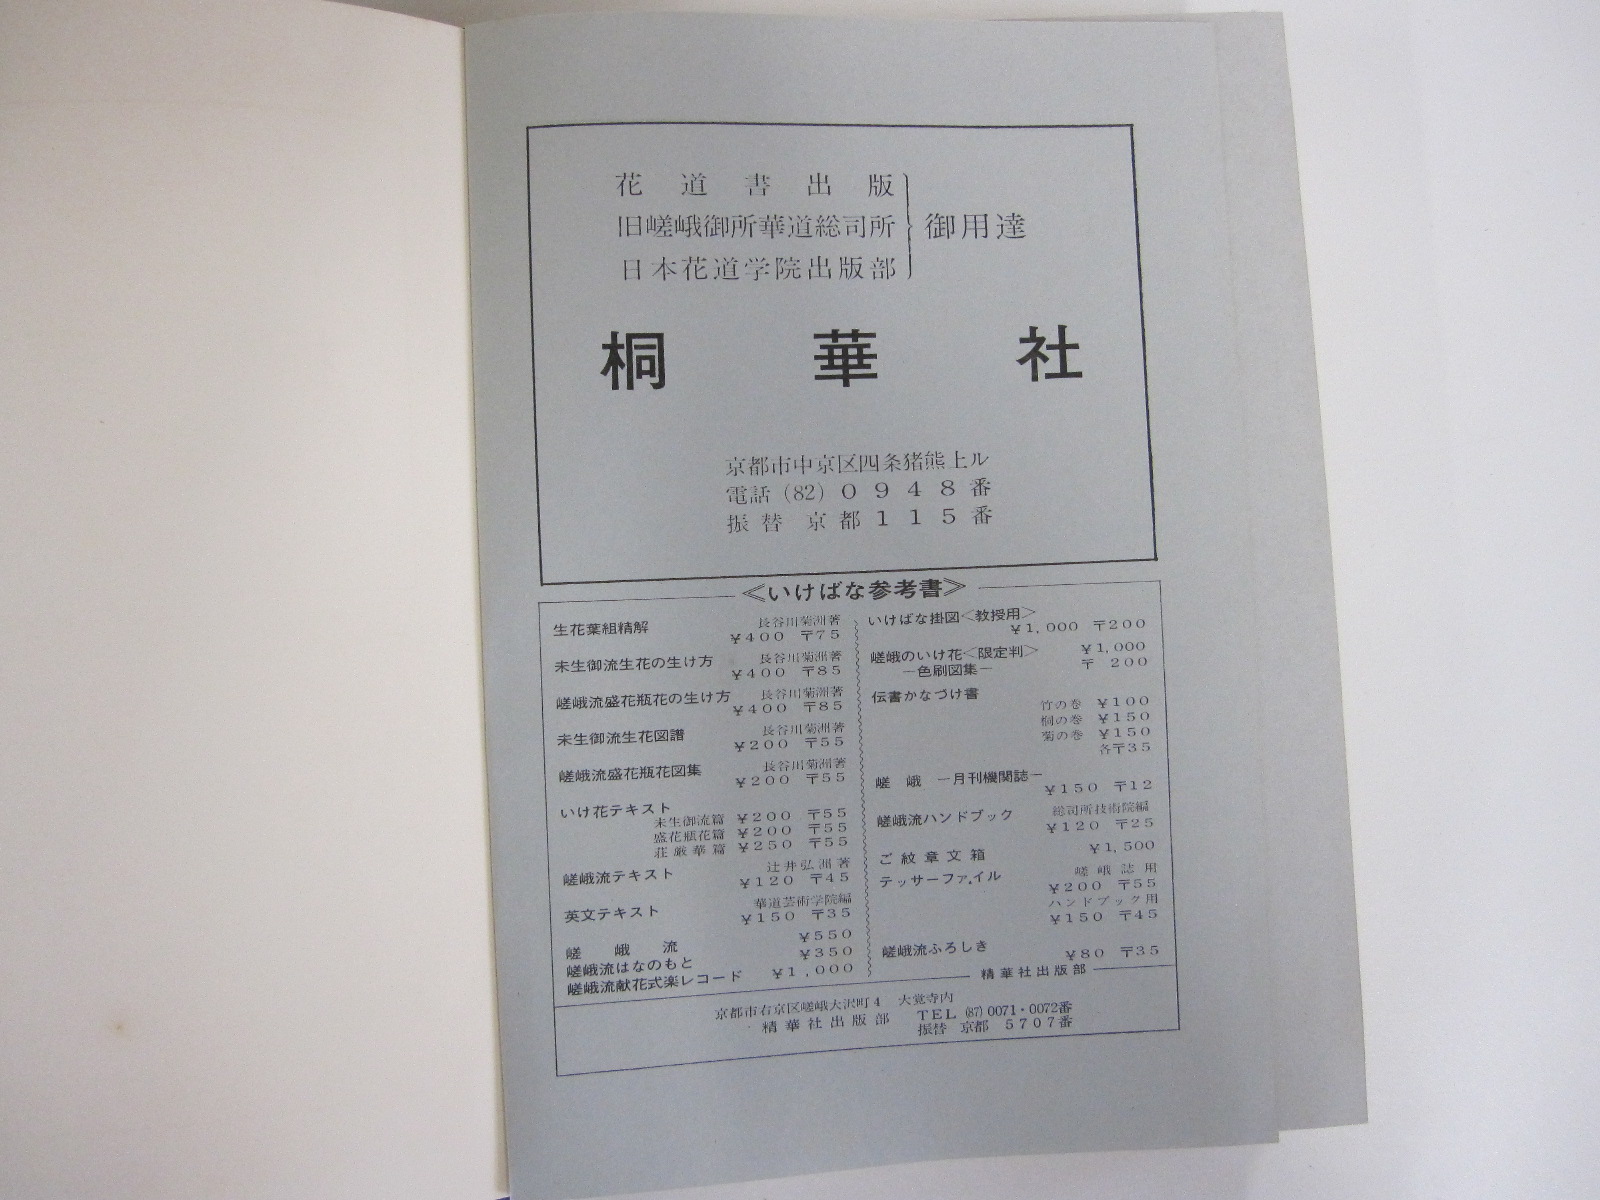 花道書出版
旧嵯峨御所華道総司所
日本花道学院出版部
御用達
桐華社
京都市中京区四条猪熊上ル
電話(82)0948番
振替 京都115番
≪いけばな参考書≫
生花葉組精解 長谷川菊洲著
¥400 〒75
未生御流生花の生け方 長谷川菊洲著
¥400 〒85
嵯峨流盛花瓶花の生け方 長谷川菊洲著
¥400 〒85
未生御流生花図譜 長谷川菊洲著
¥200 〒55
嵯峨流盛花瓶花図集 長谷川菊洲著
¥200 〒55
いけ花テキスト
未生御流篇 ¥200 〒55
盛花瓶花篇 ¥200 〒55
荘厳華篇 ¥250 〒55
嵯峨流テキスト 辻井弘洲著
¥120 〒45
英文テキスト 華道芸術学院編
¥150 〒35
嵯峨流 ¥550
嵯峨流はなのもと ¥350
嵯峨流献花式楽レコード ¥1,000
いけばな掛図<教授用>
¥1,000 〒200
嵯峨のいけ花<限定判> ¥1,000
―色刷図集― 〒 200
伝書かなづけ書
竹の巻 ¥100
桐の巻 ¥150
菊の巻 ¥150
各〒35
嵯峨 ―月刊機関誌―
¥150 〒12
嵯峨流ハンドブック 総司所技術院編
¥120 〒25
ご紋章文箱 ¥1,500
テッサーファイル 嵯峨誌用
¥200 〒55
ハンドブック用
¥150 〒45
嵯峨流ふろしき ¥80 〒35
精華社出版部
京都市右京区嵯峨大沢町4 大覚寺内
精華社出版部 TEL (87)0071・0072番
振替 京都 5707番